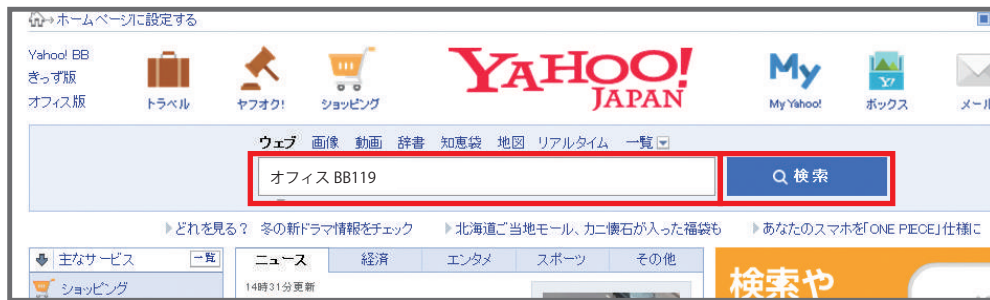 ホームページに設定する
Yahoo! BB
きっず版
オフィス版
トラベル
ヤフオク!
ショッピング
YAHOO!
JAPAN
My
My Yahoo!
Y!
ボックス
メール
ウェブ 画像 動画 辞書 知恵袋 地図 リアルタイム 一覧
オフィス BB119
検索
どれを見る? 冬の新ドラマ情報をチェック
北海道ご当地モール、カニ懐石が入った福袋も
あなたのスマホを「ONE PIECE」仕様に
主なサービス 一覧
ショッピング
ニュース 経済 エンタメ スポーツ その他
14時31分更新
検索や